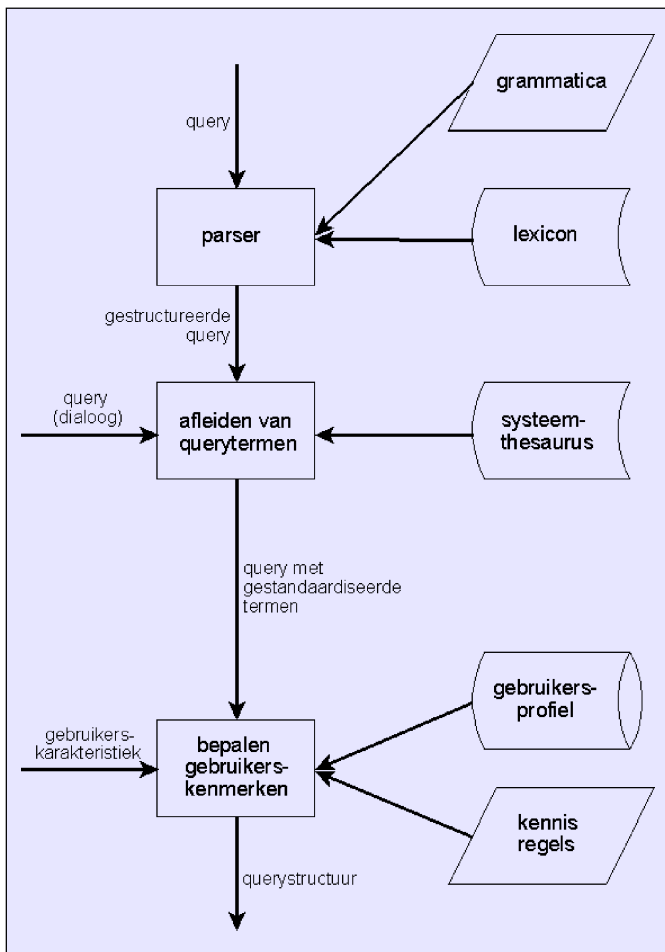 grammatica
query
parser
lexicon
gestructureerde
query
query
(dialoog)
afleiden van
querytermen
systeem-
thesaurus
query met
gestandaardiseerde
termen
gebruikers-
profiel
gebruikers-
karakteristiek
bepalen
gebruikers-
kenmerken
kennis
regels
querystructuur